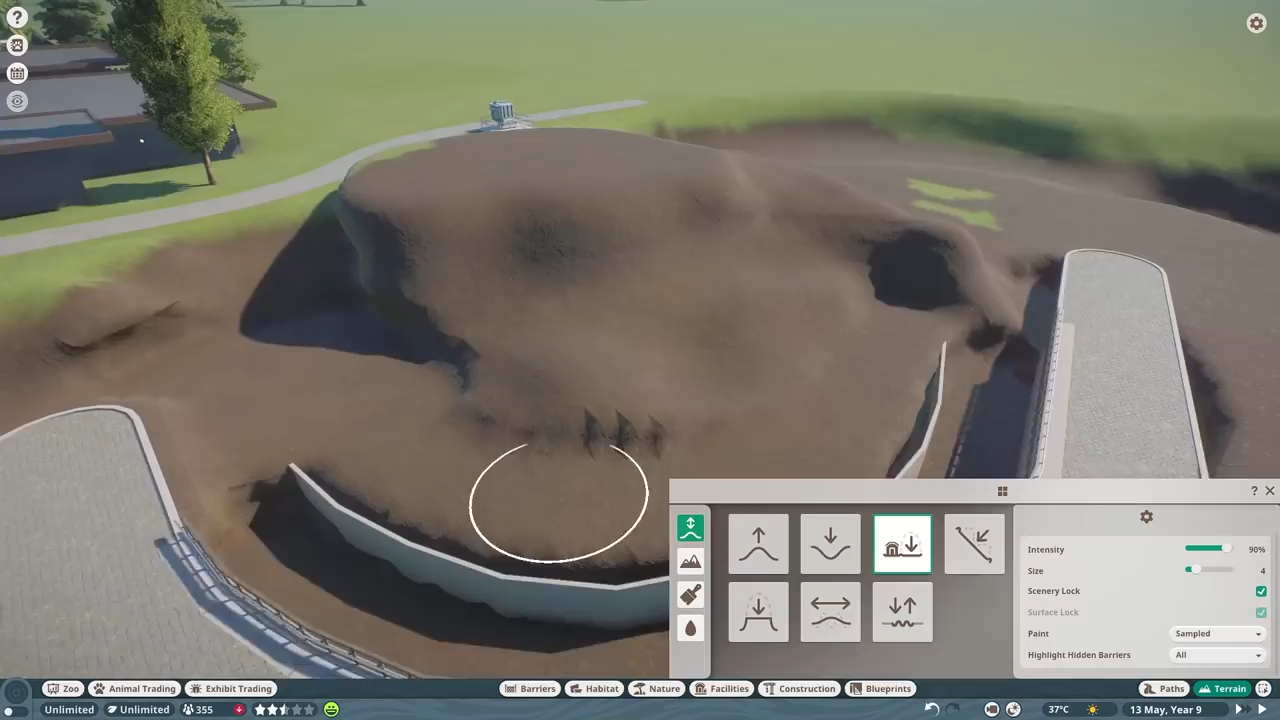 ?
? ×
Intensity 90%
Size 4
Scenery Lock
Surface Lock
Paint Sampled
Highlight Hidden Barriers All
Zoo Animal Trading Exhibit Trading Barriers Habitat Nature Facilities Construction Blueprints Paths Terrain
Unlimited Unlimited 355 37°C 13 May, Year 9